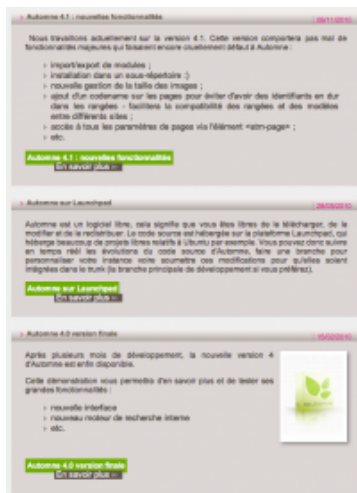 Automne 4.1 : nouvelles fonctionnalités
09/11/2010
Nous travaillons actuellement sur la version 4.1. Cette version comportera pas mal de
fonctionnalités majeures qui faisaient encore cruellement défaut à Automne :
› import/export de modules ;
› installation dans un sous-répertoire :)
› nouvelle gestion de la taille des images ;
› ajout d'un codename sur les pages pour éviter d'avoir des identifiants en dur
dans les rangées - facilitera la compatibilité des rangées et des modèles
entre différents sites ;
› accès à tous les paramètres de pages via l'élément <atm-page> ;
› etc.
Automne 4.1 : nouvelles fonctionnalités
En savoir plus
Automne sur Launchpad
Automne est un logiciel libre, cela signifie que vous êtes libres de le télécharger, de le
modifier et de le redistribuer. Le code source est hébergée sur la plateforme Launchpad, qui
héberge beaucoup de projets libres relatifs à Ubuntu par exemple. Vous pouvez donc suivre
en temps réél les évolutions du code source d'Automne, faire une branche pour
personnaliser votre instance voire soumettre ces modifications pour qu'elles soient
intégrées dans le trunk (la branche principale de développement si vous préférez).
Automne sur Launchpad
En savoir plus
Automne 4.0 version finale
Après plusieurs mois de développement, la nouvelle version 4
d'Automne est enfin disponible.
Cette démonstration vous permettra d'en savoir plus et de tester ses
grandes fonctionnalités :
› nouvelle interface
› nouveau moteur de recherche interne
› etc.
Automne 4.0 version finale
En savoir plus